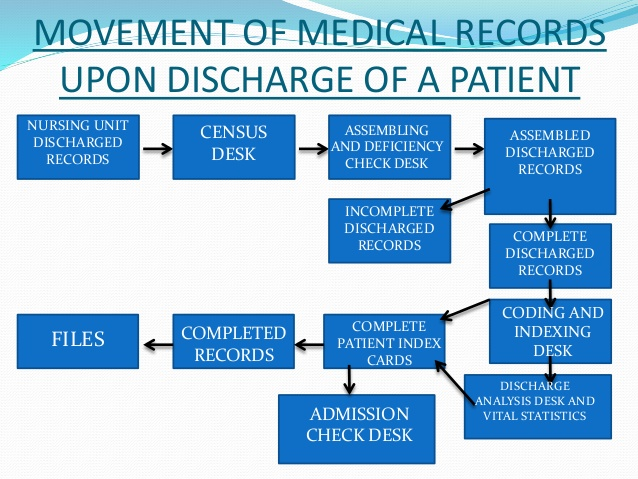 MOVEMENT OF MEDICAL RECORDS
UPON DISCHARGE OF A PATIENT
NURSING UNIT
DISCHARGED
RECORDS
CENSUS
DESK
ASSEMBLING
AND DEFICIENCY
CHECK DESK
ASSEMBLED
DISCHARGED
RECORDS
INCOMPLETE
DISCHARGED
RECORDS
COMPLETE
DISCHARGED
RECORDS
FILES
COMPLETED
RECORDS
COMPLETE
PATIENT INDEX
CARDS
CODING AND
INDEXING
DESK
ADMISSION
CHECK DESK
DISCHARGE
ANALYSIS DESK AND
VITAL STATISTICS